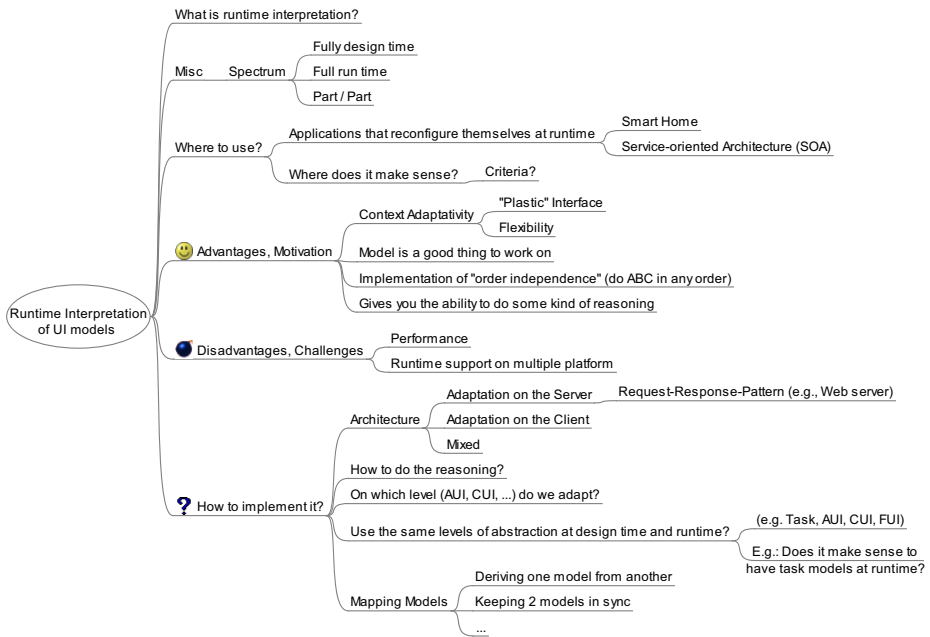 Runtime Interpretation
of UI models
What is runtime interpretation?
Misc
Spectrum
Fully design time
Full run time
Part / Part
Where to use?
Applications that reconfigure themselves at runtime
Smart Home
Service-oriented Architecture (SOA)
Where does it make sense?
Criteria?
Advantages, Motivation
Context Adaptativity
"Plastic" Interface
Flexibility
Model is a good thing to work on
Implementation of "order independence" (do ABC in any order)
Gives you the ability to do some kind of reasoning
Disadvantages, Challenges
Performance
Runtime support on multiple platform
How to implement it?
Architecture
Adaptation on the Server
Request-Response-Pattern (e.g., Web server)
Adaptation on the Client
Mixed
How to do the reasoning?
On which level (AUI, CUI, ...) do we adapt?
Use the same levels of abstraction at design time and runtime?
(e.g. Task, AUI, CUI, FUI)
E.g.: Does it make sense to
have task models at runtime?
Mapping Models
Deriving one model from another
Keeping 2 models in sync
...